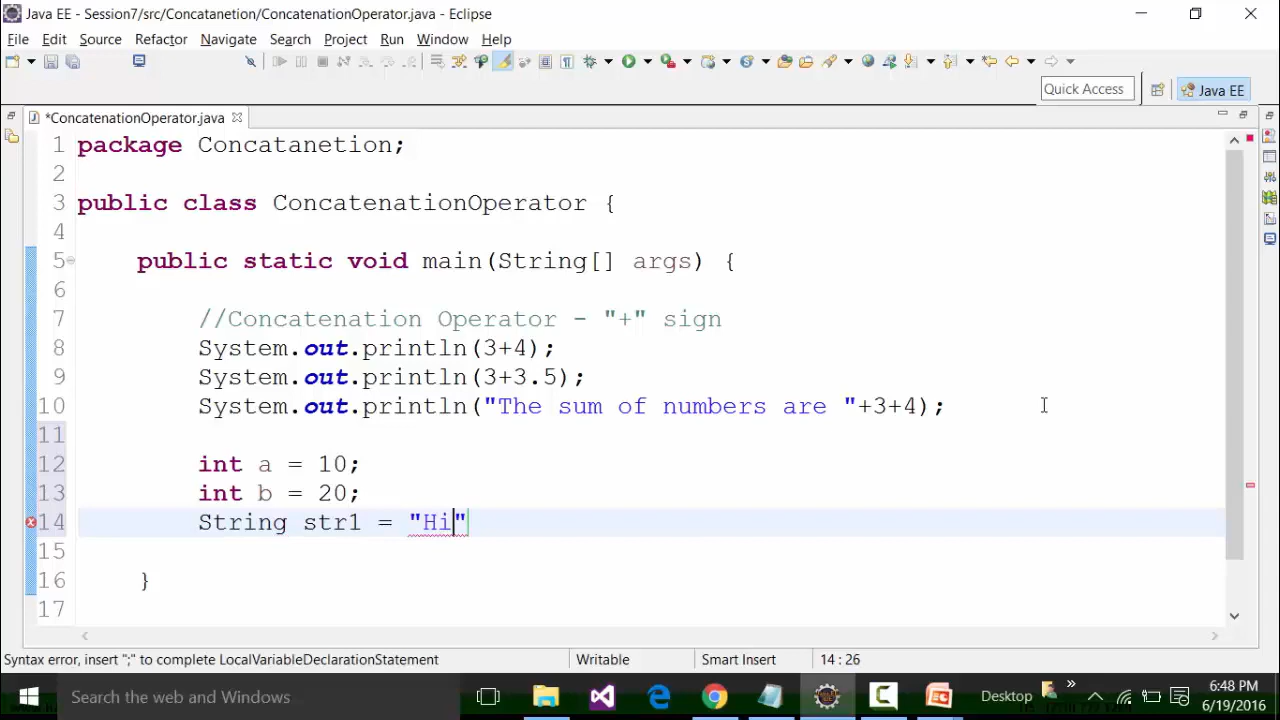 Java EE - Session7/src/Concatanetion/ConcatenationOperator.java - Eclipse
File Edit Source Refactor Navigate Search Project Run Window Help
Quick Access Java EE
*ConcatenationOperator.java
1 package Concatanetion;
2
3 public class ConcatenationOperator {
4
5 public static void main(String[] args) {
6
7 //Concatenation Operator - "+" sign
8 System.out.println(3+4);
9 System.out.println(3+3.5);
10 System.out.println("The sum of numbers are "+3+4);
11
12 int a = 10;
13 int b = 20;
14 String str1 = "Hi"
15
16 }
17
Syntax error, insert ";" to complete LocalVariableDeclarationStatement Writable Smart Insert 14 : 26
Search the web and Windows Desktop 6:48 PM
6/19/2016